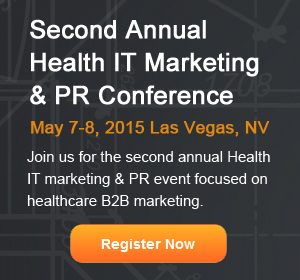 Second Annual
Health IT Marketing
& PR Conference
May 7-8, 2015 Las Vegas, NV
Join us for the second annual Health
IT marketing & PR event focused on
healthcare B2B marketing.
Register Now